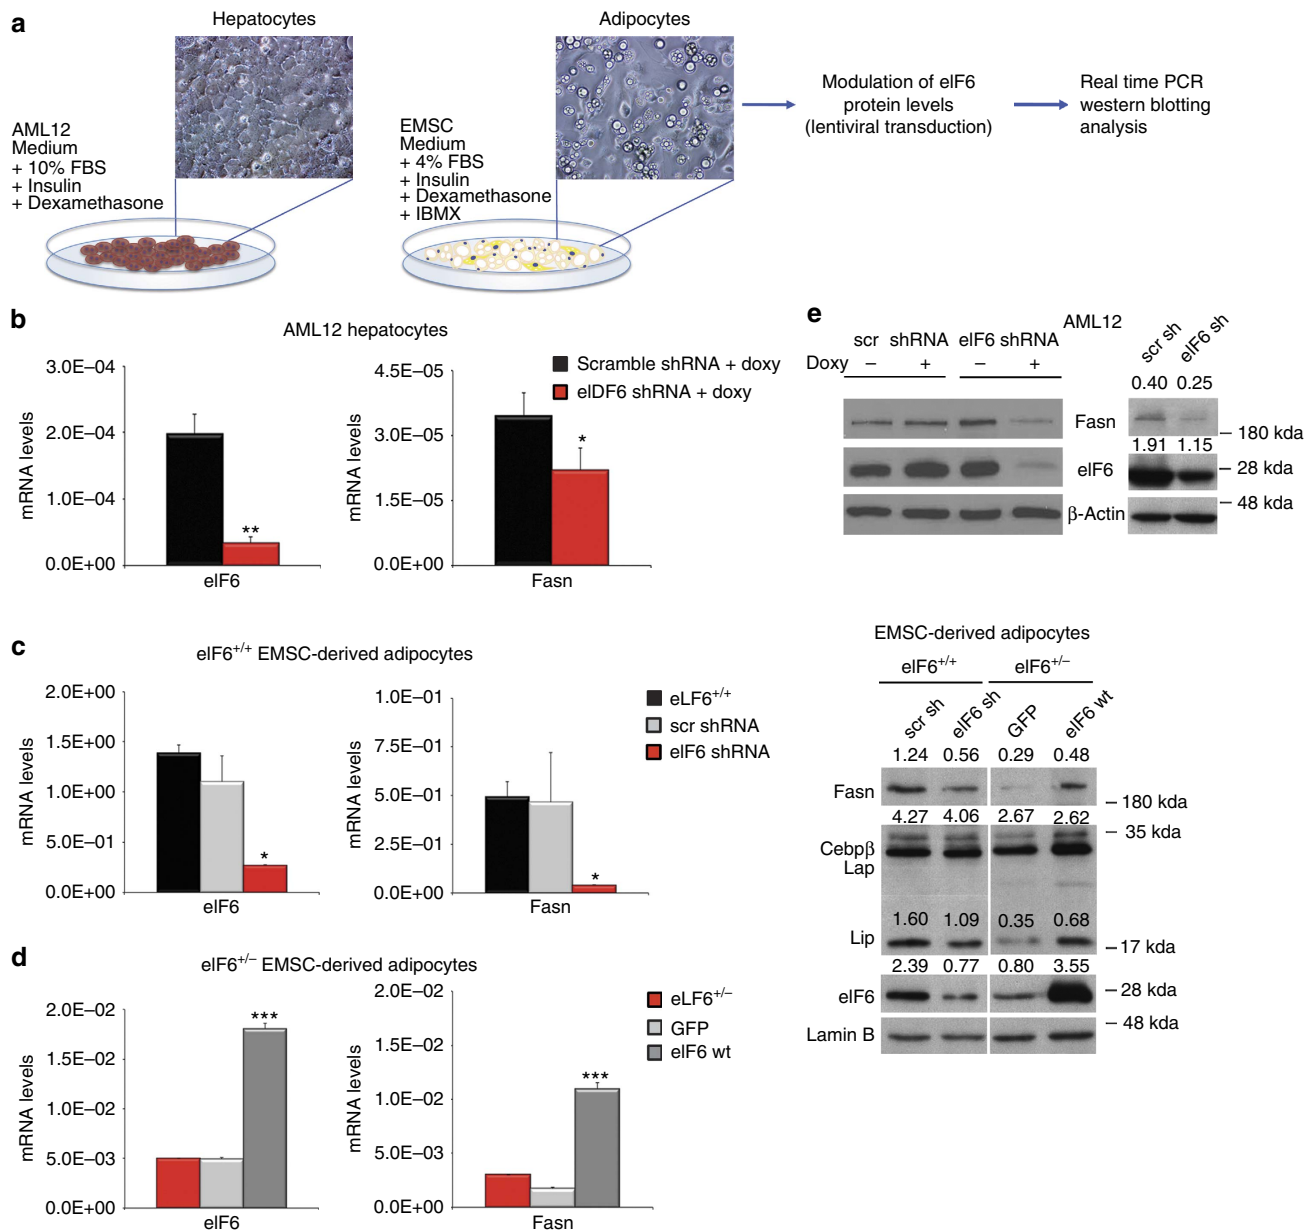 a
Hepatocytes
Adipocytes
AML12
Medium
+ 10% FBS
+ Insulin
+ Dexamethasone
EMSC
Medium
+ 4% FBS
+ Insulin
+ Dexamethasone
+ IBMX
Modulation of eIF6
protein levels
(lentiviral transduction)
Real time PCR
western blotting
analysis
b
AML12 hepatocytes
mRNA levels
3.0E–04
2.0E–04
1.0E–04
0.0E+00
**
eIF6
mRNA levels
4.5E–05
3.0E–05
1.5E–05
0.0E+00
*
Fasn
Scramble shRNA + doxy
eIDF6 shRNA + doxy
c
eIF6+/+ EMSC-derived adipocytes
mRNA levels
2.0E+00
1.5E+00
1.0E+00
5.0E–01
0.0E+00
*
eIF6
mRNA levels
1.0E–01
7.5E–01
5.0E–01
2.5E–01
0.0E+00
*
Fasn
eLF6+/+
scr shRNA
eIF6 shRNA
d
eIF6+/– EMSC-derived adipocytes
mRNA levels
2.0E–02
1.5E–02
1.0E–02
5.0E–03
0.0E+00
***
eIF6
mRNA levels
2.0E–02
1.5E–02
1.0E–02
5.0E–03
0.0E+00
***
Fasn
eLF6+/–
GFP
eIF6 wt
e
AML12
scr shRNA eIF6 shRNA
Doxy – + – +
scr sh eIF6 sh
0.40 0.25
Fasn
– 180 kda
1.91 1.15
eIF6
– 28 kda
– 48 kda
β-Actin
EMSC-derived adipocytes
eIF6+/+ eIF6+/–
scr sh eIF6 sh GFP eIF6 wt
1.24 0.56 0.29 0.48
Fasn
– 180 kda
4.27 4.06 2.67 2.62
– 35 kda
Cebpβ
Lap
1.60 1.09 0.35 0.68
Lip
– 17 kda
2.39 0.77 0.80 3.55
eIF6
– 28 kda
– 48 kda
Lamin B